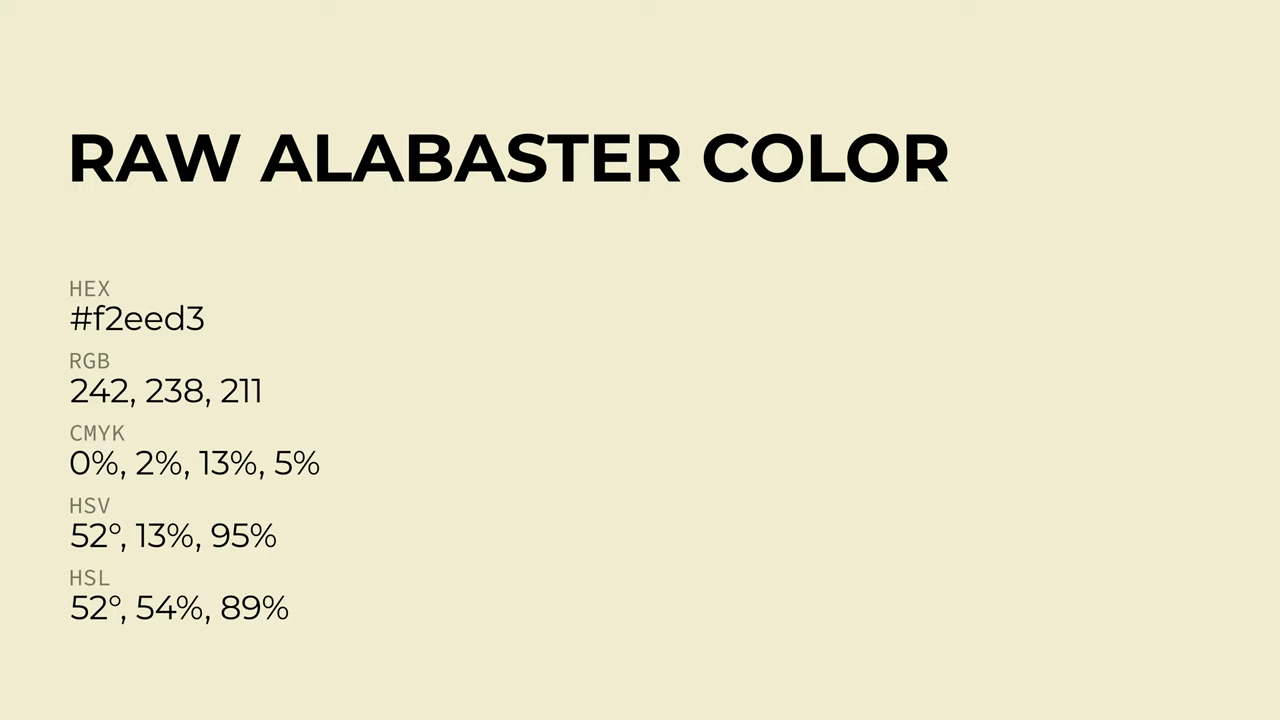 RAW ALABASTER COLOR
HEX
#f2eed3
RGB
242, 238, 211
CMYK
0%, 2%, 13%, 5%
HSV
52°, 13%, 95%
HSL
52°, 54%, 89%